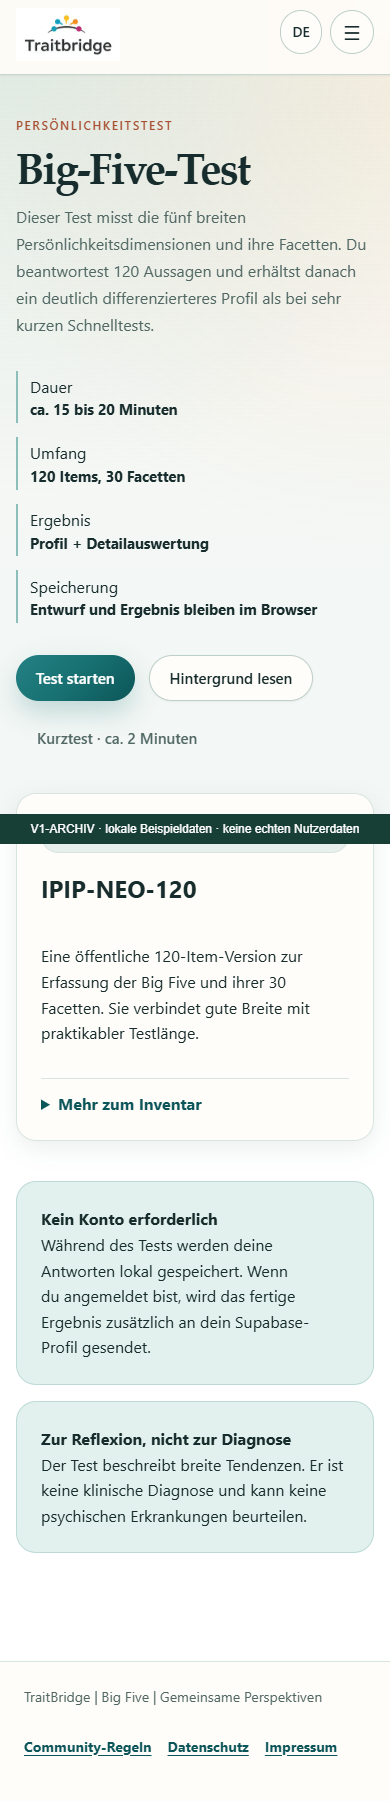 Traitbridge
DE
PERSÖNLICHKEITSTEST
Big-Five-Test
Dieser Test misst die fünf breiten
Persönlichkeitsdimensionen und ihre Facetten. Du
beantwortest 120 Aussagen und erhältst danach
ein deutlich differenzierteres Profil als bei sehr
kurzen Schnelltests.
Dauer
ca. 15 bis 20 Minuten
Umfang
120 Items, 30 Facetten
Ergebnis
Profil + Detailauswertung
Speicherung
Entwurf und Ergebnis bleiben im Browser
Test starten
Hintergrund lesen
Kurztest · ca. 2 Minuten
V1-ARCHIV · lokale Beispieldaten · keine echten Nutzerdaten
IPIP-NEO-120
Eine öffentliche 120-Item-Version zur
Erfassung der Big Five und ihrer 30
Facetten. Sie verbindet gute Breite mit
praktikabler Testlänge.
Mehr zum Inventar
Kein Konto erforderlich
Während des Tests werden deine
Antworten lokal gespeichert. Wenn
du angemeldet bist, wird das fertige
Ergebnis zusätzlich an dein Supabase-
Profil gesendet.
Zur Reflexion, nicht zur Diagnose
Der Test beschreibt breite Tendenzen. Er ist
keine klinische Diagnose und kann keine
psychischen Erkrankungen beurteilen.
TraitBridge | Big Five | Gemeinsame Perspektiven
Community-Regeln Datenschutz Impressum